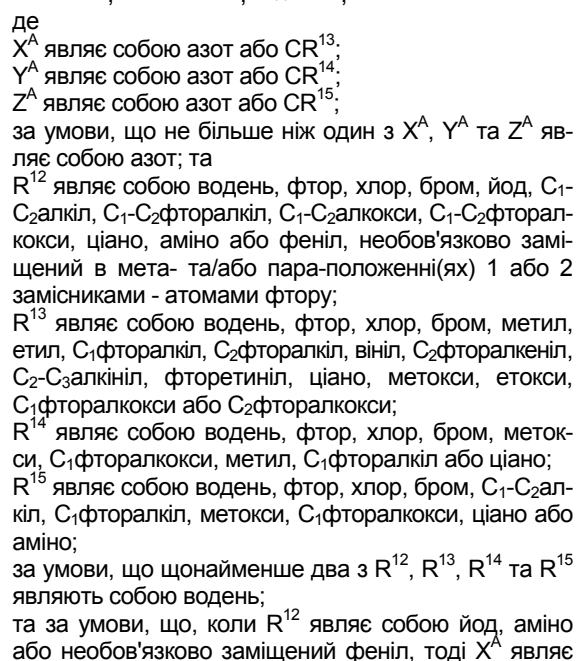 де
X^A являє собою азот або CR^13;
Y^A являє собою азот або CR^14;
Z^A являє собою азот або CR^15;
за умови, що не більше ніж один з X^A, Y^A та Z^A яв-
ляє собою азот; та
R^12 являє собою водень, фтор, хлор, бром, йод, C₁-
C₂алкіл, C₁-C₂фторалкіл, C₁-C₂алкокси, C₁-C₂фторал-
кокси, ціано, аміно або феніл, необов'язково замі-
щений в мета- та/або пара-положенні(ях) 1 або 2
замісниками - атомами фтору;
R^13 являє собою водень, фтор, хлор, бром, метил,
етил, C₁фторалкіл, C₂фторалкіл, вініл, C₂фторалкеніл,
C₂-C₃алкініл, фторетиніл, ціано, метокси, етокси,
C₁фторалкокси або C₂фторалкокси;
R^14 являє собою водень, фтор, хлор, бром, меток-
си, C₁фторалкокси, метил, C₁фторалкіл або ціано;
R^15 являє собою водень, фтор, хлор, бром, C₁-C₂ал-
кіл, C₁фторалкіл, метокси, C₁фторалкокси, ціано або
аміно;
за умови, що щонайменше два з R^12, R^13, R^14 та R^15
являють собою водень;
та за умови, що, коли R^12 являє собою йод, аміно
або необов'язково заміщений феніл, тоді X^A являє